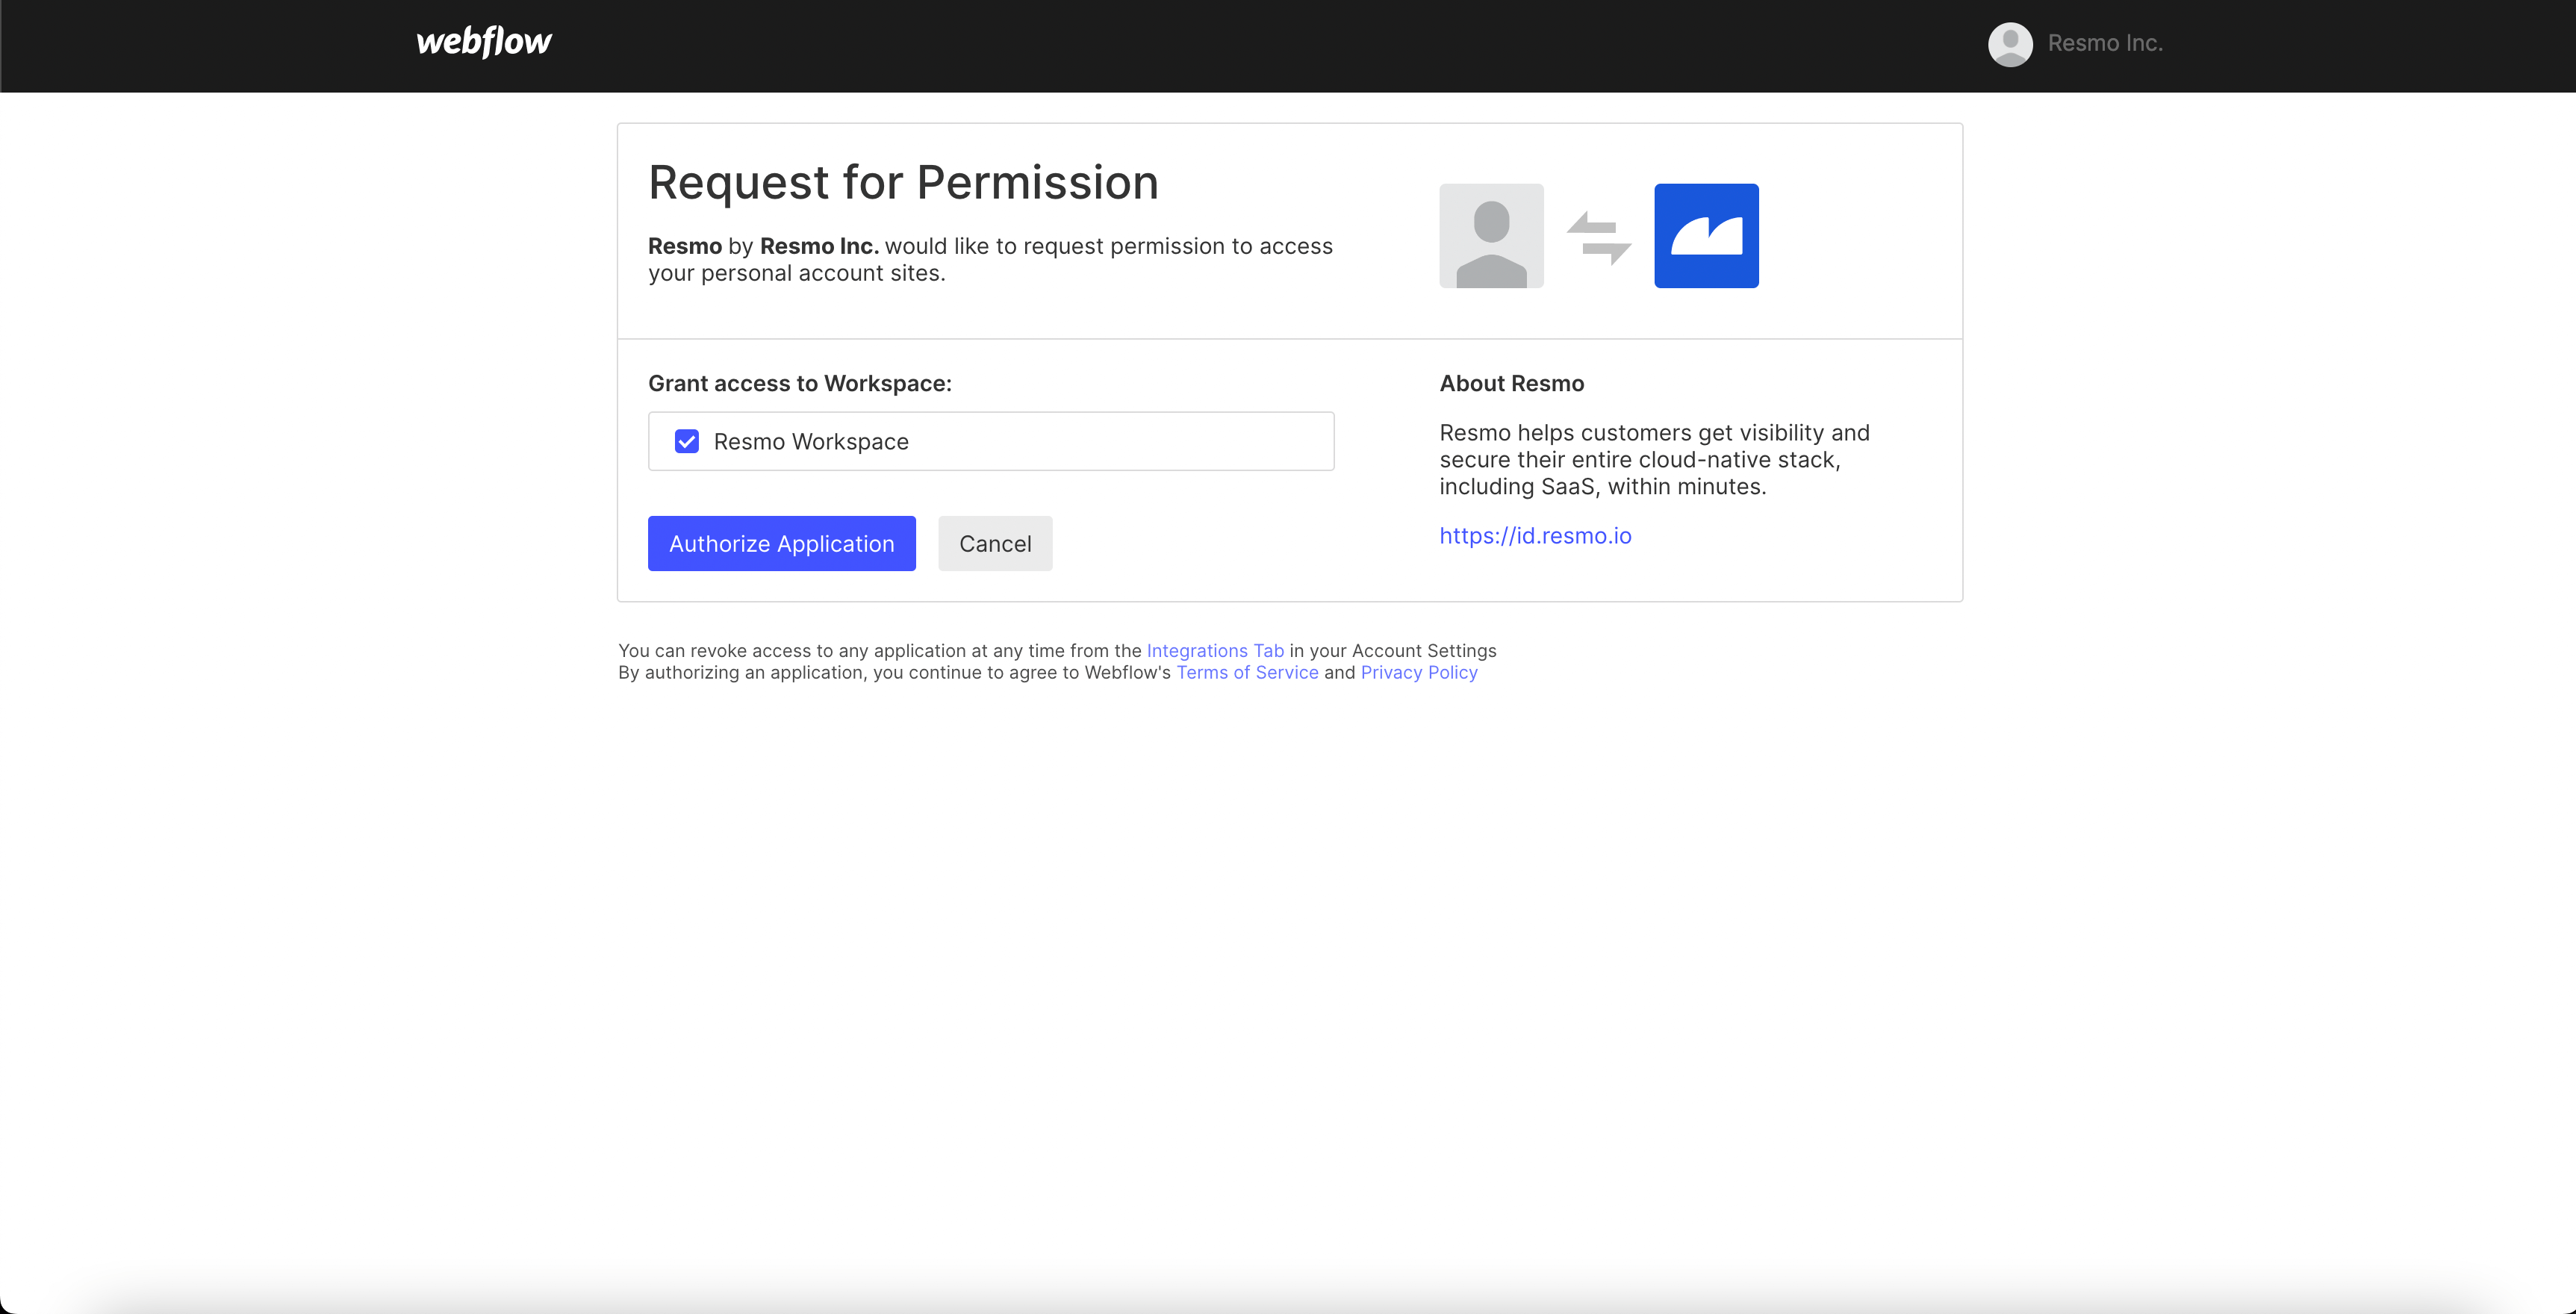 webflow
Resmo Inc.
Request for Permission
Resmo by Resmo Inc. would like to request permission to access
your personal account sites.
Grant access to Workspace:
Resmo Workspace
Authorize Application
Cancel
About Resmo
Resmo helps customers get visibility and
secure their entire cloud-native stack,
including SaaS, within minutes.
https://id.resmo.io
You can revoke access to any application at any time from the Integrations Tab in your Account Settings
By authorizing an application, you continue to agree to Webflow's Terms of Service and Privacy Policy